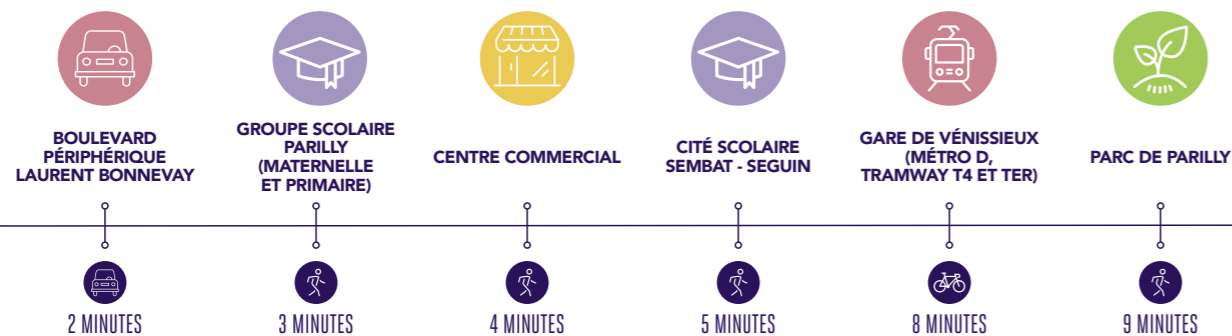 BOULEVARD
PÉRIPHÉRIQUE
LAURENT BONNEVAY
GROUPE SCOLAIRE
PARILLY
(MATERNELLE
ET PRIMAIRE)
CENTRE COMMERCIAL
CITÉ SCOLAIRE
SEMBAT - SEGUIN
GARE DE VÉNISSIEUX
(MÉTRO D,
TRAMWAY T4 ET TER)
PARC DE PARILLY
2 MINUTES
3 MINUTES
4 MINUTES
5 MINUTES
8 MINUTES
9 MINUTES